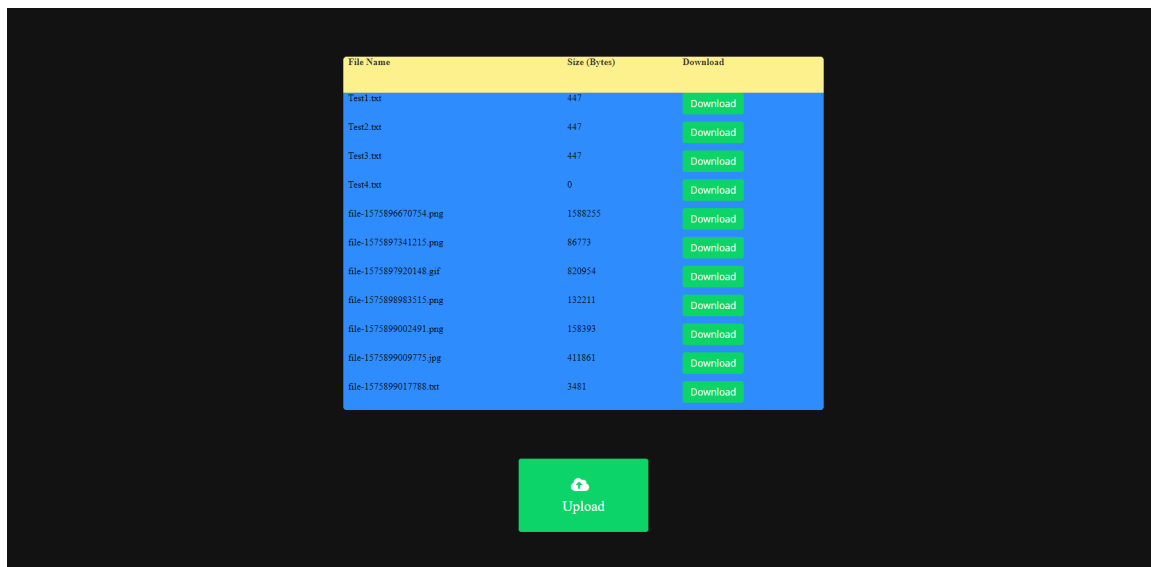 File Name Size (Bytes) Download
Test1.txt 447 Download
Test2.txt 447 Download
Test3.txt 447 Download
Test4.txt 0 Download
file-1575896670754.png 1588255 Download
file-1575897341215.png 86773 Download
file-1575897920148.gif 820954 Download
file-1575898983515.png 132211 Download
file-1575899002491.png 158393 Download
file-1575899009775.jpg 411861 Download
file-1575899017788.txt 3481 Download
Upload